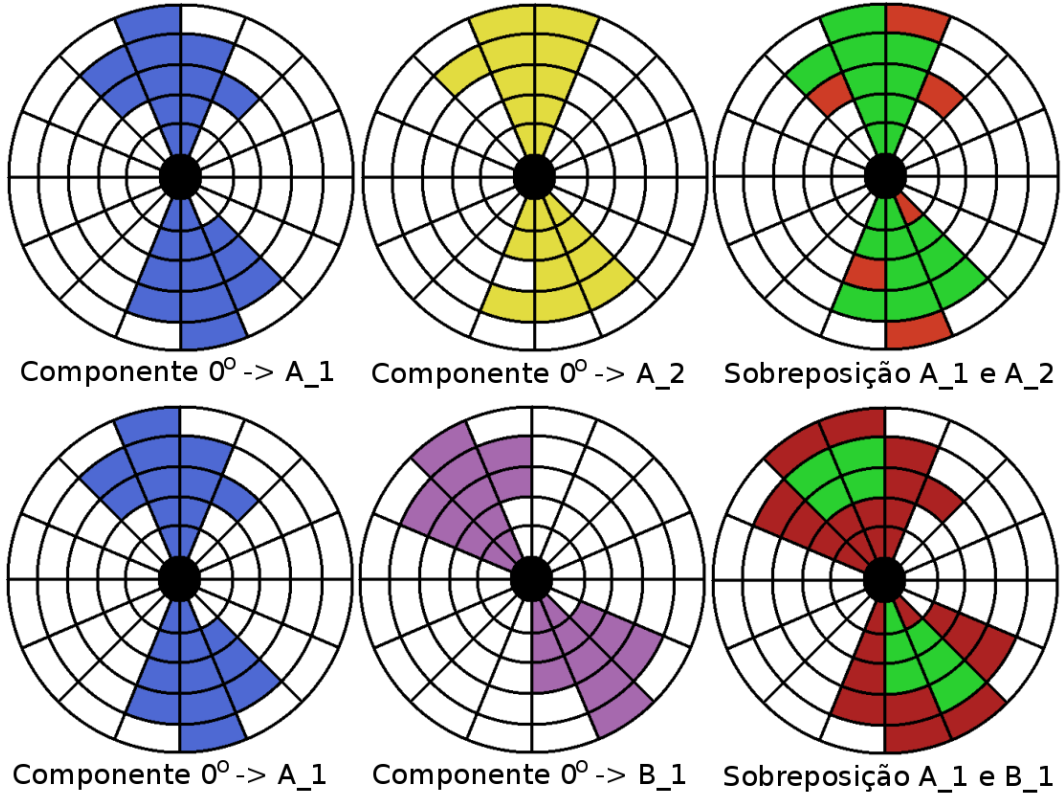 Componente 0º -> A_1
Componente 0º -> A_2
Sobreposição A_1 e A_2
Componente 0º -> A_1
Componente 0º -> B_1
Sobreposição A_1 e B_1